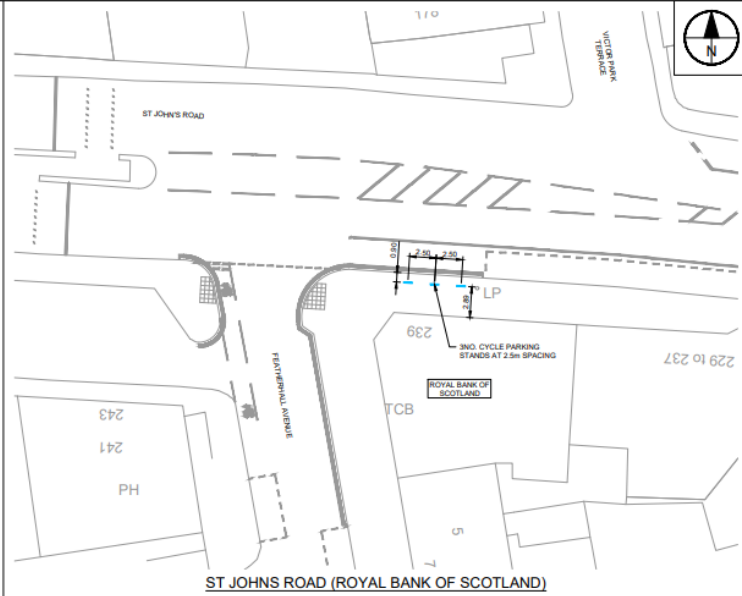 78
N
VICTOR PARK
TERRACE
ST JOHN'S ROAD
0.90
2.50
2.50
LP
2.89
239
3NO. CYCLE PARKING
STANDS AT 2.5m SPACING
229 to 237
ROYAL BANK OF
SCOTLAND
FEATHERHALL AVENUE
TCB
243
241
PH
5
7
ST JOHNS ROAD (ROYAL BANK OF SCOTLAND)